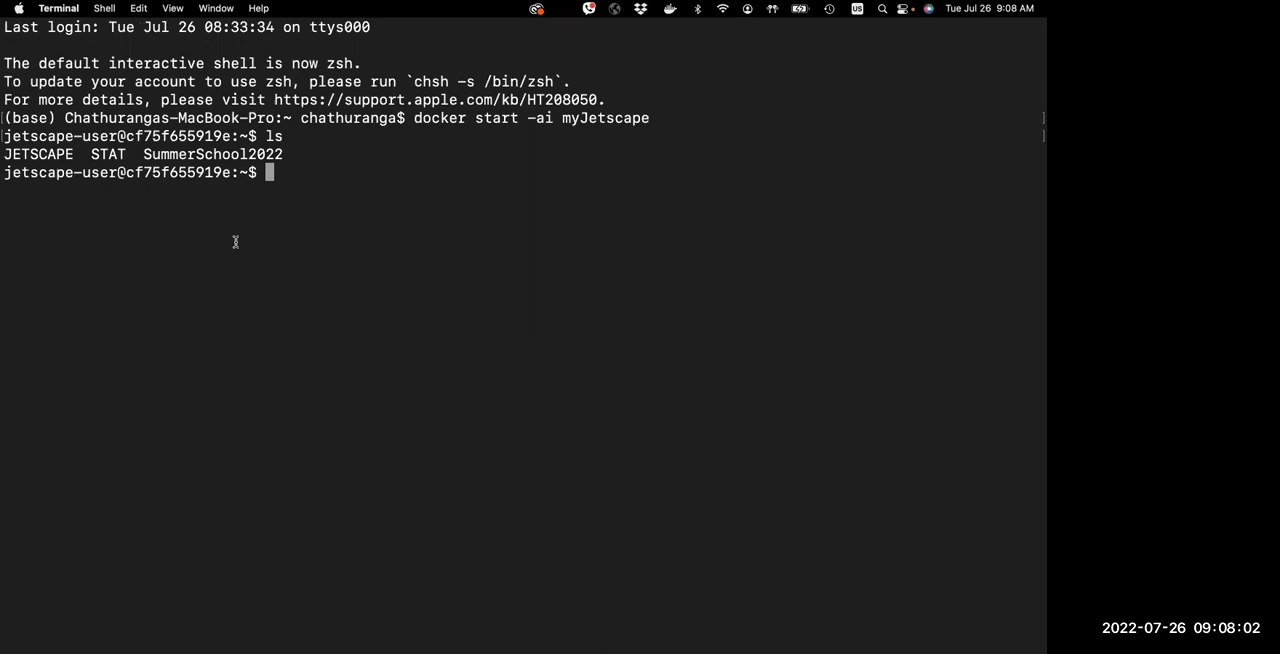 Terminal Shell Edit View Window Help US Tue Jul 26 9:08 AM
Last login: Tue Jul 26 08:33:34 on ttys000
The default interactive shell is now zsh.
To update your account to use zsh, please run `chsh -s /bin/zsh`.
For more details, please visit https://support.apple.com/kb/HT208050.
[(base) Chathurangas-MacBook-Pro:~ chathuranga$ docker start -ai myJetscape ]
[jetscape-user@cf75f655919e:~$ ls ]
JETSCAPE STAT SummerSchool2022
jetscape-user@cf75f655919e:~$
2022-07-26 09:08:02